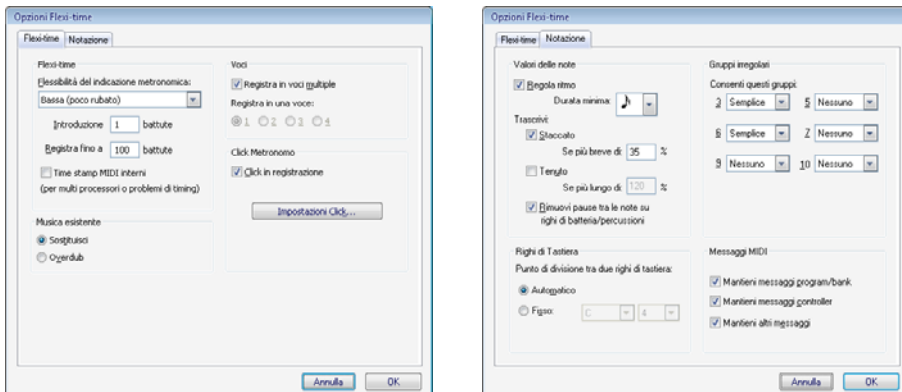 Opzioni Flexi-time
Flexi-time Notazione
Flexi-time
Flessibilità del indicazione metronomica:
Bassa (poco rubato)
Introduzione 1 battute
Registra fino a 100 battute
Time stamp MIDI interni
(per multi processori o problemi di timing)
Musica esistente
Sostituisci
Overdub
Voci
Registra in voci multiple
Registra in una voce:
1 2 3 4
Click Metronomo
Click in registrazione
Impostazioni Click...
Annulla OK
Opzioni Flexi-time
Flexi-time Notazione
Valori delle note
Regola ritmo
Durata minima:
Trascrivi:
Staccato
Se più breve di: 35 %
Tenuto
Se più lungo di: 120 %
Rimuovi pause tra le note su
righi di batteria/percussioni
Righi di Tastiera
Punto di divisione tra due righi di tastiera:
Automatico
Fisso: C 4
Gruppi irregolari
Consenti questi gruppi:
3 Semplice 5 Nessuno
6 Semplice 7 Nessuno
9 Nessuno 10 Nessuno
Messaggi MIDI
Mantieni messaggi program/bank
Mantieni messaggi controller
Mantieni altri messaggi
Annulla OK